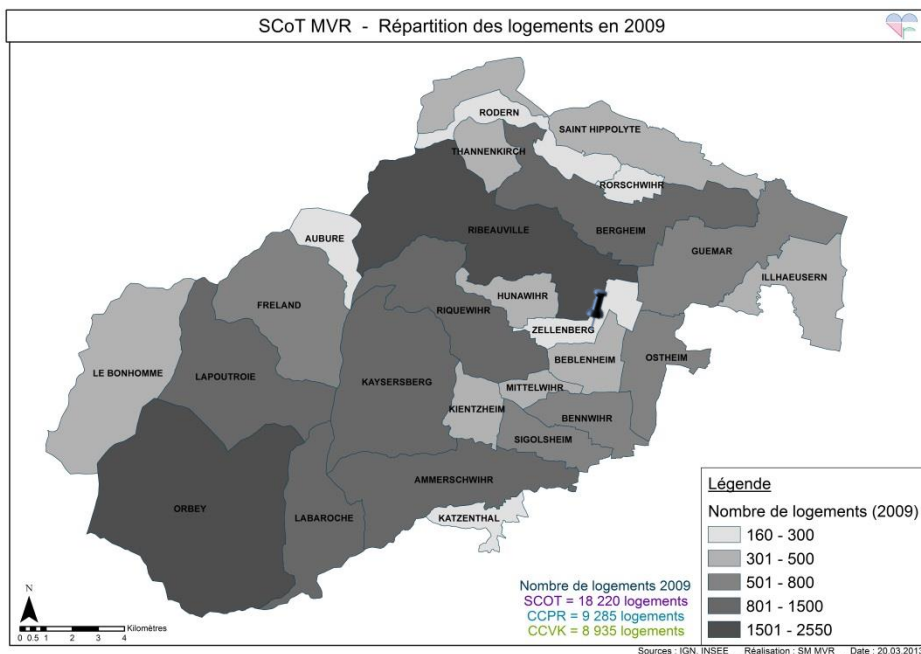 SCoT MVR - Répartition des logements en 2009
RODERN
SAINT HIPPOLYTE
THANNENKIRCH
RORSCHWIHR
AUBURE
RIBEAUVILLE
BERGHEIM
GUEMAR
ILLHAEUSERN
FRELAND
HUNAWIHR
RIQUEWIHR
ZELLENBERG
BEBLENHEIM
OSTHEIM
LE BONHOMME
LAPOUTROIE
KAYSERSBERG
MITTELWIHR
KIENTZHEIM
BENNWIHR
SIGOLSHEIM
AMMERSCHWIHR
ORBEY
LABAROCHE
KATZENTHAL
Légende
Nombre de logements (2009)
160 - 300
301 - 500
501 - 800
801 - 1500
1501 - 2550
Nombre de logements 2009
SCOT = 18 220 logements
CCPR = 9 285 logements
CCVK = 8 935 logements
N
Kilomètres
0 0.5 1 2 3 4
Sources : IGN, INSEE Réalisation : SM MVR Date : 20.03.2013